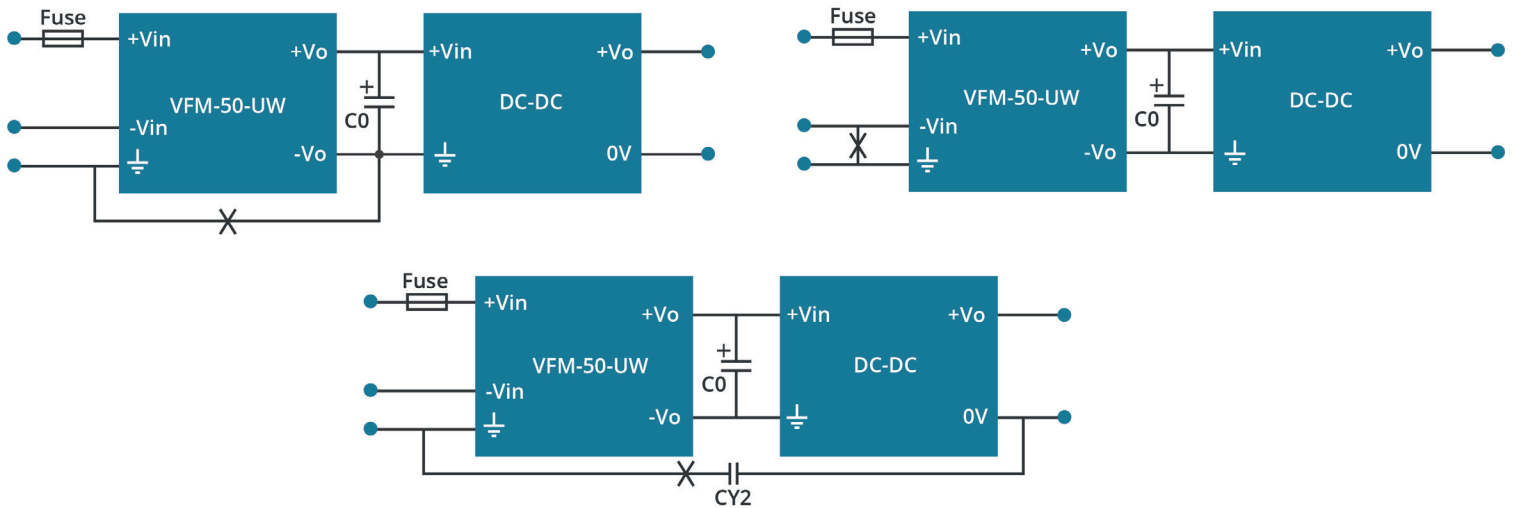 Fuse
+Vin
+Vo
+Vin
+Vo
VFM-50-UW
DC-DC
+
C0
-Vin
-Vo
0V
Fuse
+Vin
+Vo
+Vin
+Vo
VFM-50-UW
DC-DC
+
C0
-Vin
-Vo
0V
Fuse
+Vin
+Vo
+Vin
+Vo
VFM-50-UW
DC-DC
+
C0
-Vin
-Vo
0V
CY2